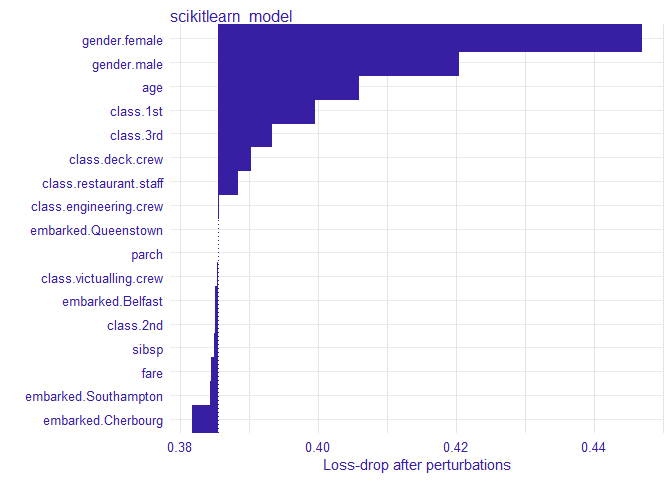 scikitlearn_model
gender.female
gender.male
age
class.1st
class.3rd
class.deck.crew
class.restaurant.staff
class.engineering.crew
embarked.Queenstown
parch
class.victualling.crew
embarked.Belfast
class.2nd
sibsp
fare
embarked.Southampton
embarked.Cherbourg
0.38 0.40 0.42 0.44
Loss-drop after perturbations